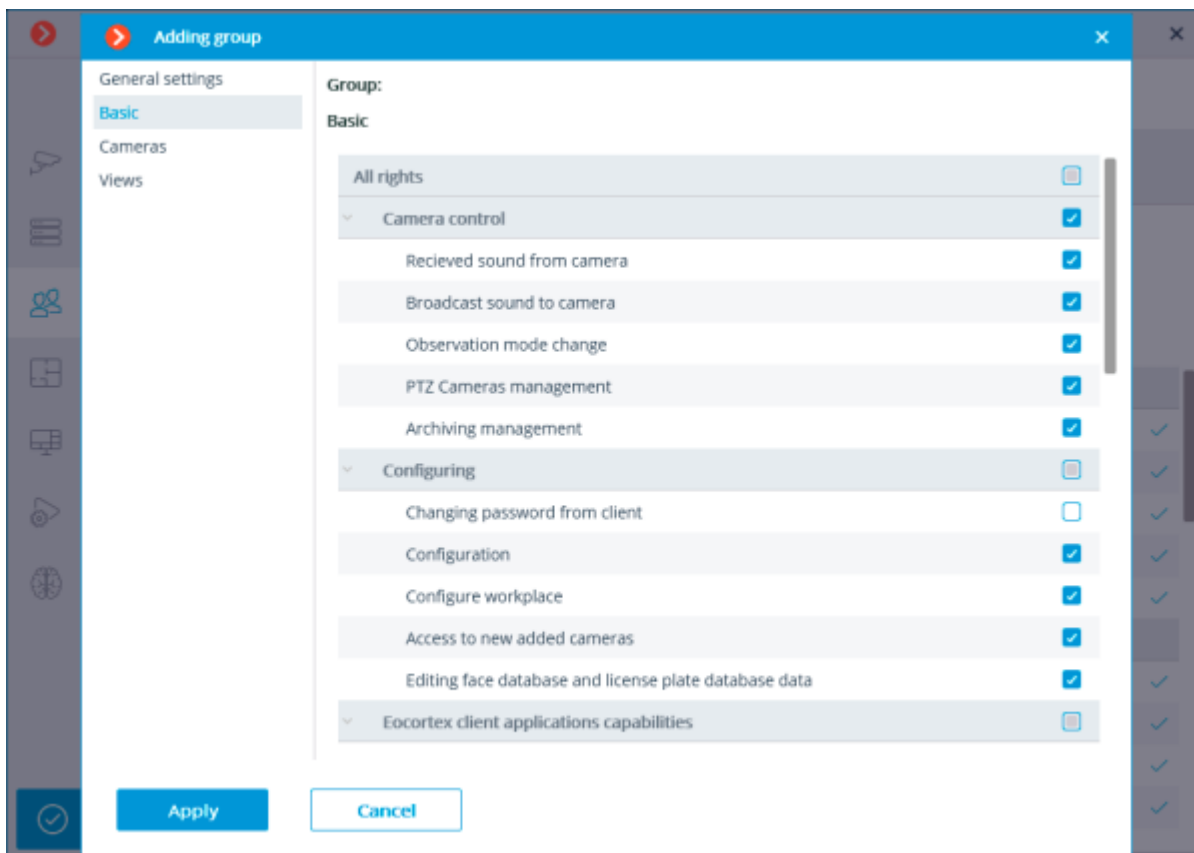 Adding group
General settings
Basic
Cameras
Views
Group:
Basic
All rights
Camera control
Recieved sound from camera
Broadcast sound to camera
Observation mode change
PTZ Cameras management
Archiving management
Configuring
Changing password from client
Configuration
Configure workplace
Access to new added cameras
Editing face database and license plate database data
Eocortex client applications capabilities
Apply
Cancel